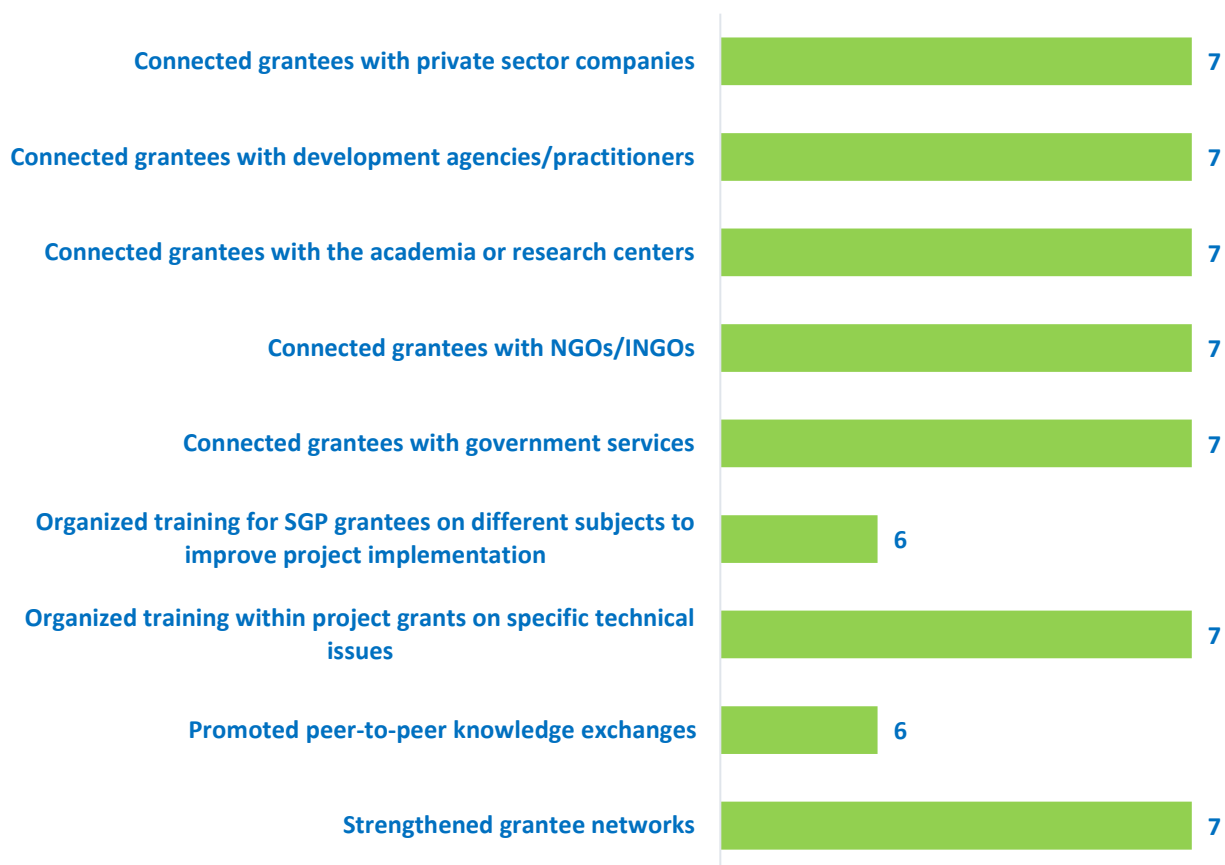 Connected grantees with private sector companies 7
Connected grantees with development agencies/practitioners 7
Connected grantees with the academia or research centers 7
Connected grantees with NGOs/INGOs 7
Connected grantees with government services 7
Organized training for SGP grantees on different subjects to
improve project implementation 6
Organized training within project grants on specific technical
issues 7
Promoted peer-to-peer knowledge exchanges 6
Strengthened grantee networks 7